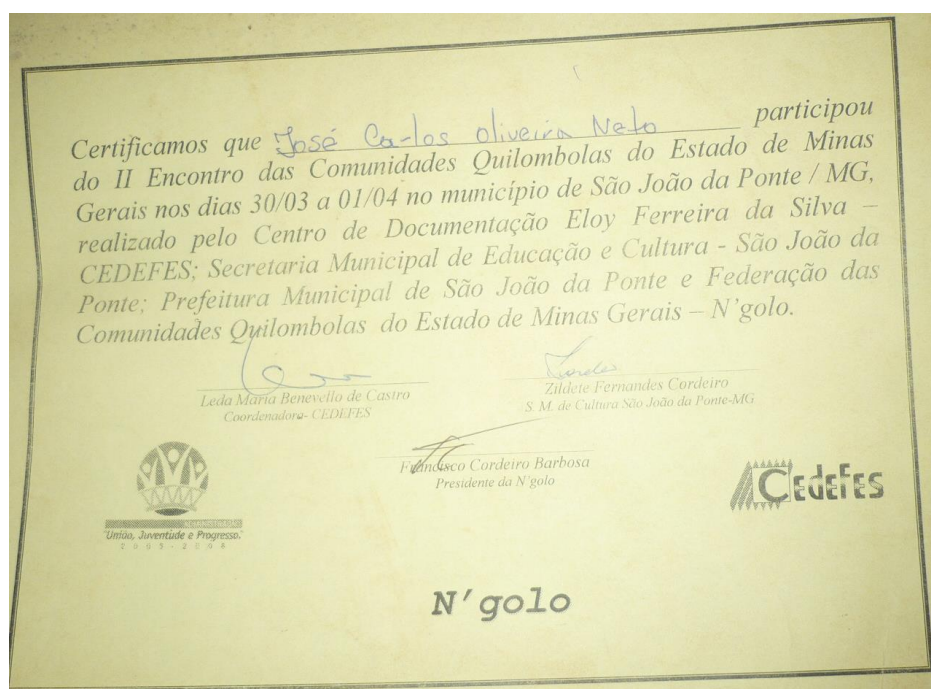 Certificamos que José Carlos Oliveira Neto participou
do II Encontro das Comunidades Quilombolas do Estado de Minas
Gerais nos dias 30/03 a 01/04 no município de São João da Ponte / MG,
realizado pelo Centro de Documentação Eloy Ferreira da Silva –
CEDEFES; Secretaria Municipal de Educação e Cultura - São João da
Ponte; Prefeitura Municipal de São João da Ponte e Federação das
Comunidades Quilombolas do Estado de Minas Gerais – N'golo.
Leda Maria Benevello de Castro
Coordenadora- CEDEFES
Zildete Fernandes Cordeiro
S. M. de Cultura São João da Ponte-MG
Francisco Cordeiro Barbosa
Presidente da N'golo
ADMINISTRAÇÃO
"União, Juventude e Progresso."
2005-2008
Cedefes
N'golo